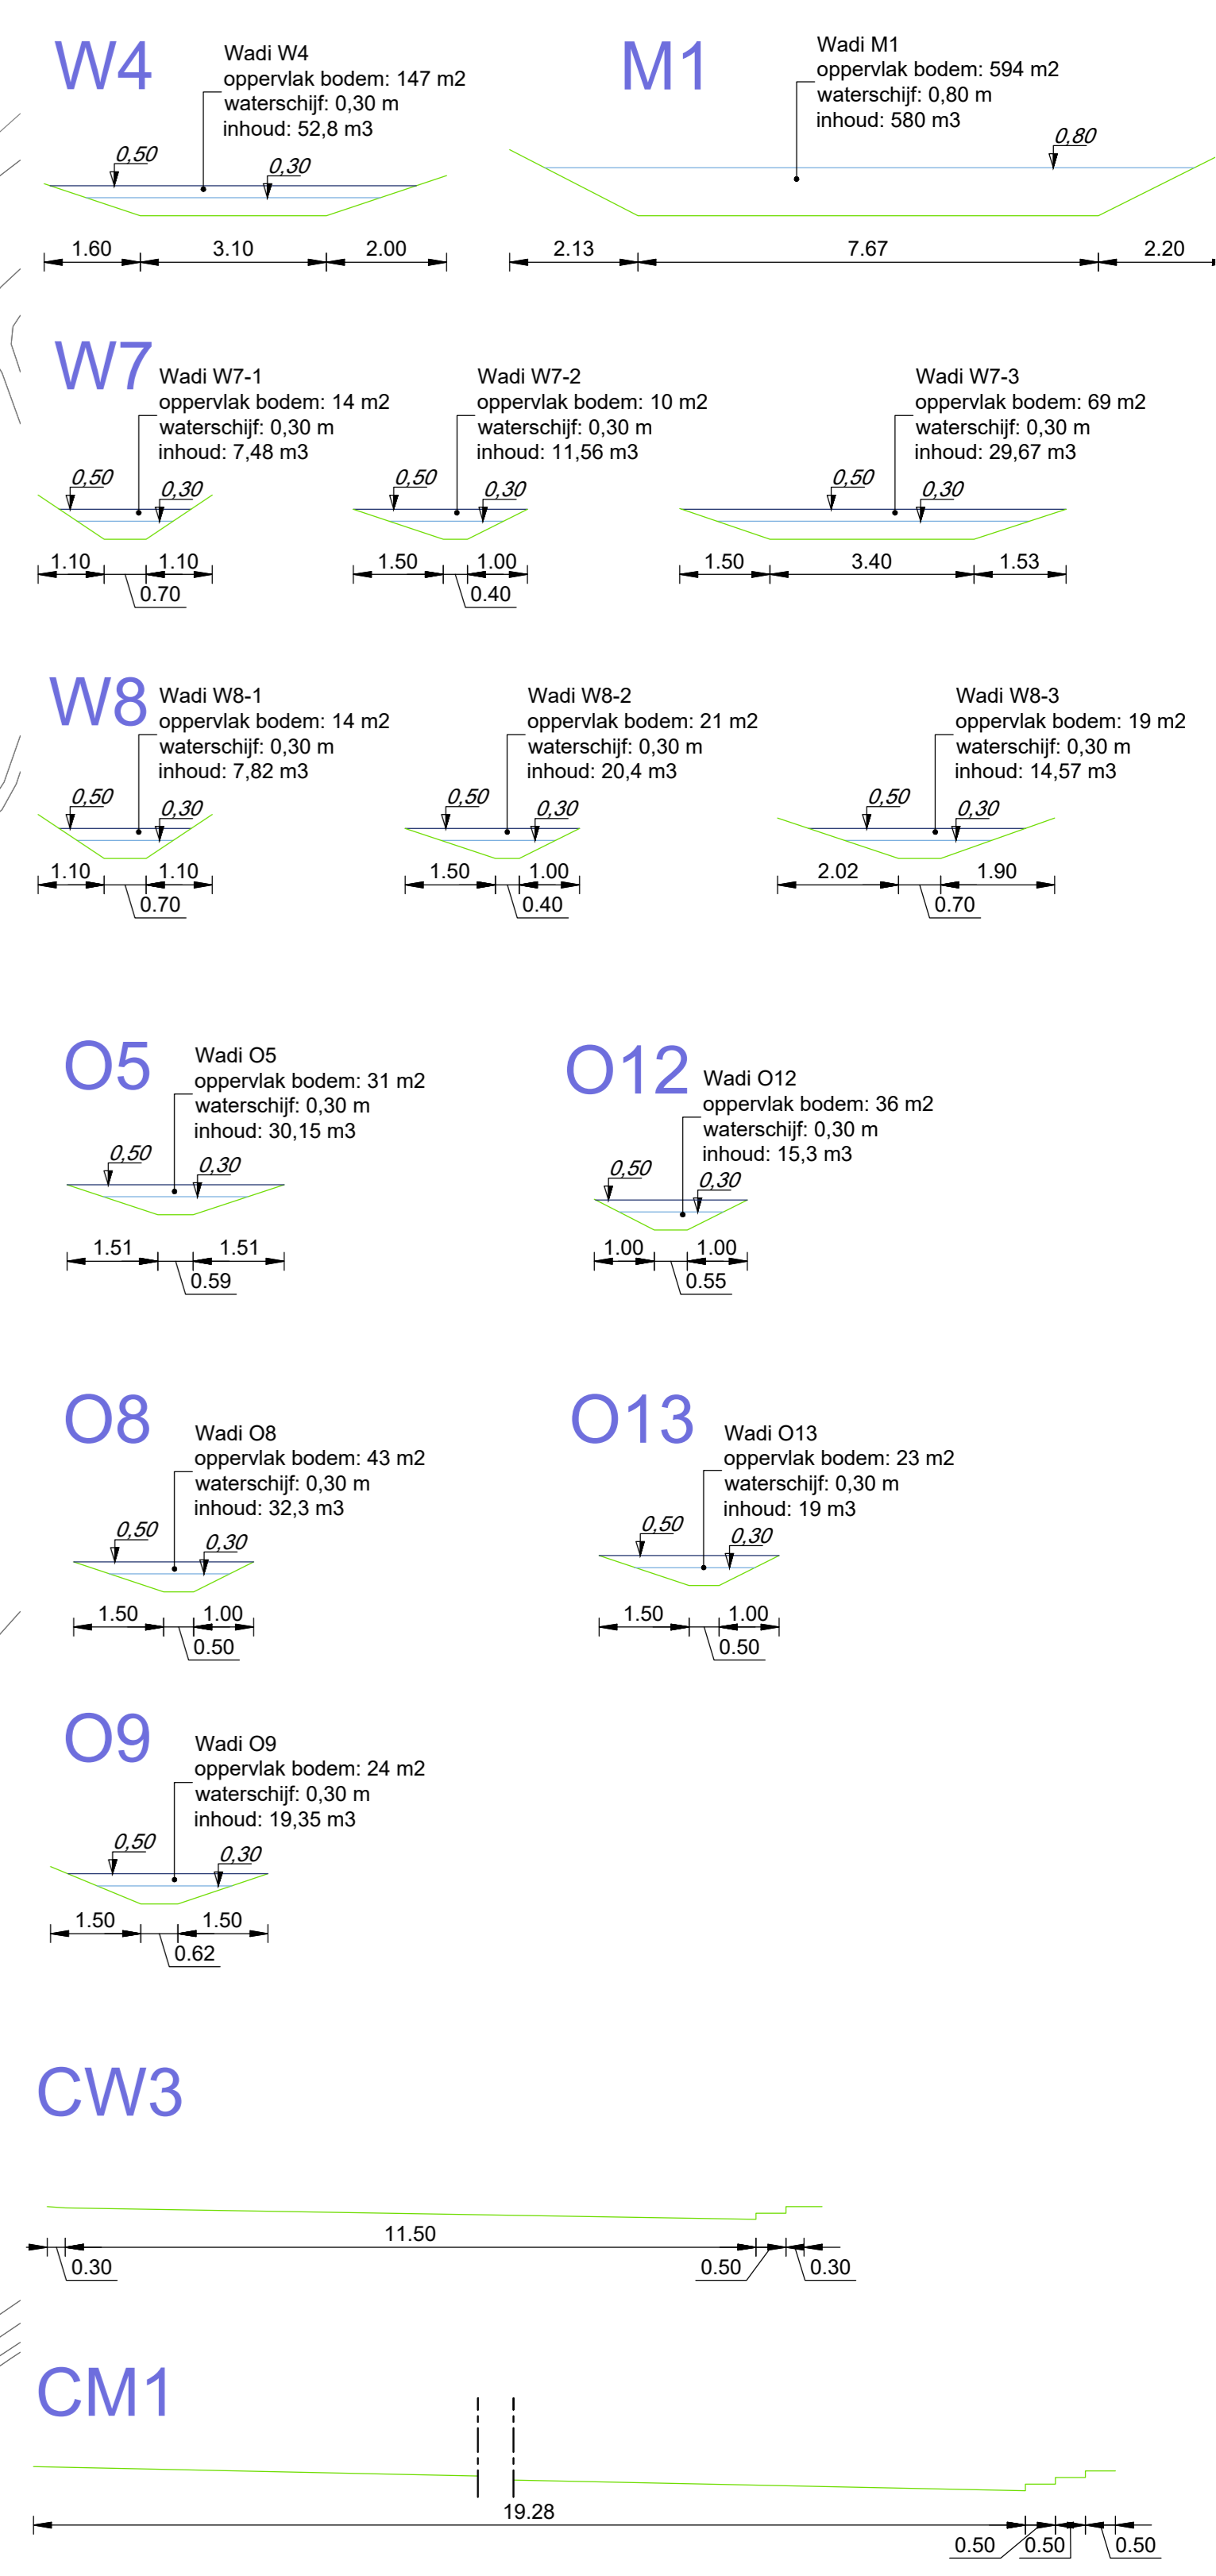 W4
Wadi W4
oppervlak bodem: 147 m2
waterschijf: 0,30 m
inhoud: 52,8 m3
0,50
0,30
1.60
3.10
2.00
M1
Wadi M1
oppervlak bodem: 594 m2
waterschijf: 0,80 m
inhoud: 580 m3
0,80
2.13
7.67
2.20
W7
Wadi W7-1
oppervlak bodem: 14 m2
waterschijf: 0,30 m
inhoud: 7,48 m3
0,50
0,30
1.10
1.10
0.70
Wadi W7-2
oppervlak bodem: 10 m2
waterschijf: 0,30 m
inhoud: 11,56 m3
0,50
0,30
1.50
1.00
0.40
Wadi W7-3
oppervlak bodem: 69 m2
waterschijf: 0,30 m
inhoud: 29,67 m3
0,50
0,30
1.50
3.40
1.53
W8
Wadi W8-1
oppervlak bodem: 14 m2
waterschijf: 0,30 m
inhoud: 7,82 m3
0,50
0,30
1.10
1.10
0.70
Wadi W8-2
oppervlak bodem: 21 m2
waterschijf: 0,30 m
inhoud: 20,4 m3
0,50
0,30
1.50
1.00
0.40
Wadi W8-3
oppervlak bodem: 19 m2
waterschijf: 0,30 m
inhoud: 14,57 m3
0,50
0,30
2.02
1.90
0.70
O5
Wadi O5
oppervlak bodem: 31 m2
waterschijf: 0,30 m
inhoud: 30,15 m3
0,50
0,30
1.51
1.51
0.59
O12
Wadi O12
oppervlak bodem: 36 m2
waterschijf: 0,30 m
inhoud: 15,3 m3
0,50
0,30
1.00
1.00
0.55
O8
Wadi O8
oppervlak bodem: 43 m2
waterschijf: 0,30 m
inhoud: 32,3 m3
0,50
0,30
1.50
1.00
0.50
O13
Wadi O13
oppervlak bodem: 23 m2
waterschijf: 0,30 m
inhoud: 19 m3
0,50
0,30
1.50
1.00
0.50
O9
Wadi O9
oppervlak bodem: 24 m2
waterschijf: 0,30 m
inhoud: 19,35 m3
0,50
0,30
1.50
1.50
0.62
CW3
11.50
0.30
0.50
0.30
CM1
19.28
0.50
0.50
0.50